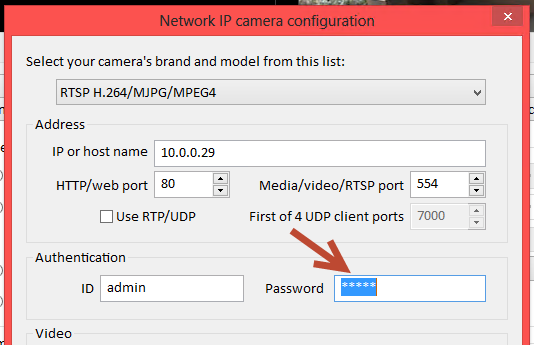 Network IP camera configuration
Select your camera's brand and model from this list:
RTSP H.264/MJPG/MPEG4
Address
IP or host name 10.0.0.29
HTTP/web port 80 Media/video/RTSP port 554
Use RTP/UDP First of 4 UDP client ports 7000
Authentication
ID admin Password *****
Video